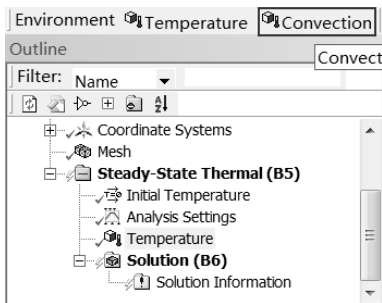 Environment Temperature Convection
Outline
Convect
Filter: Name
Coordinate Systems
Mesh
Steady-State Thermal (B5)
Initial Temperature
Analysis Settings
Temperature
Solution (B6)
Solution Information